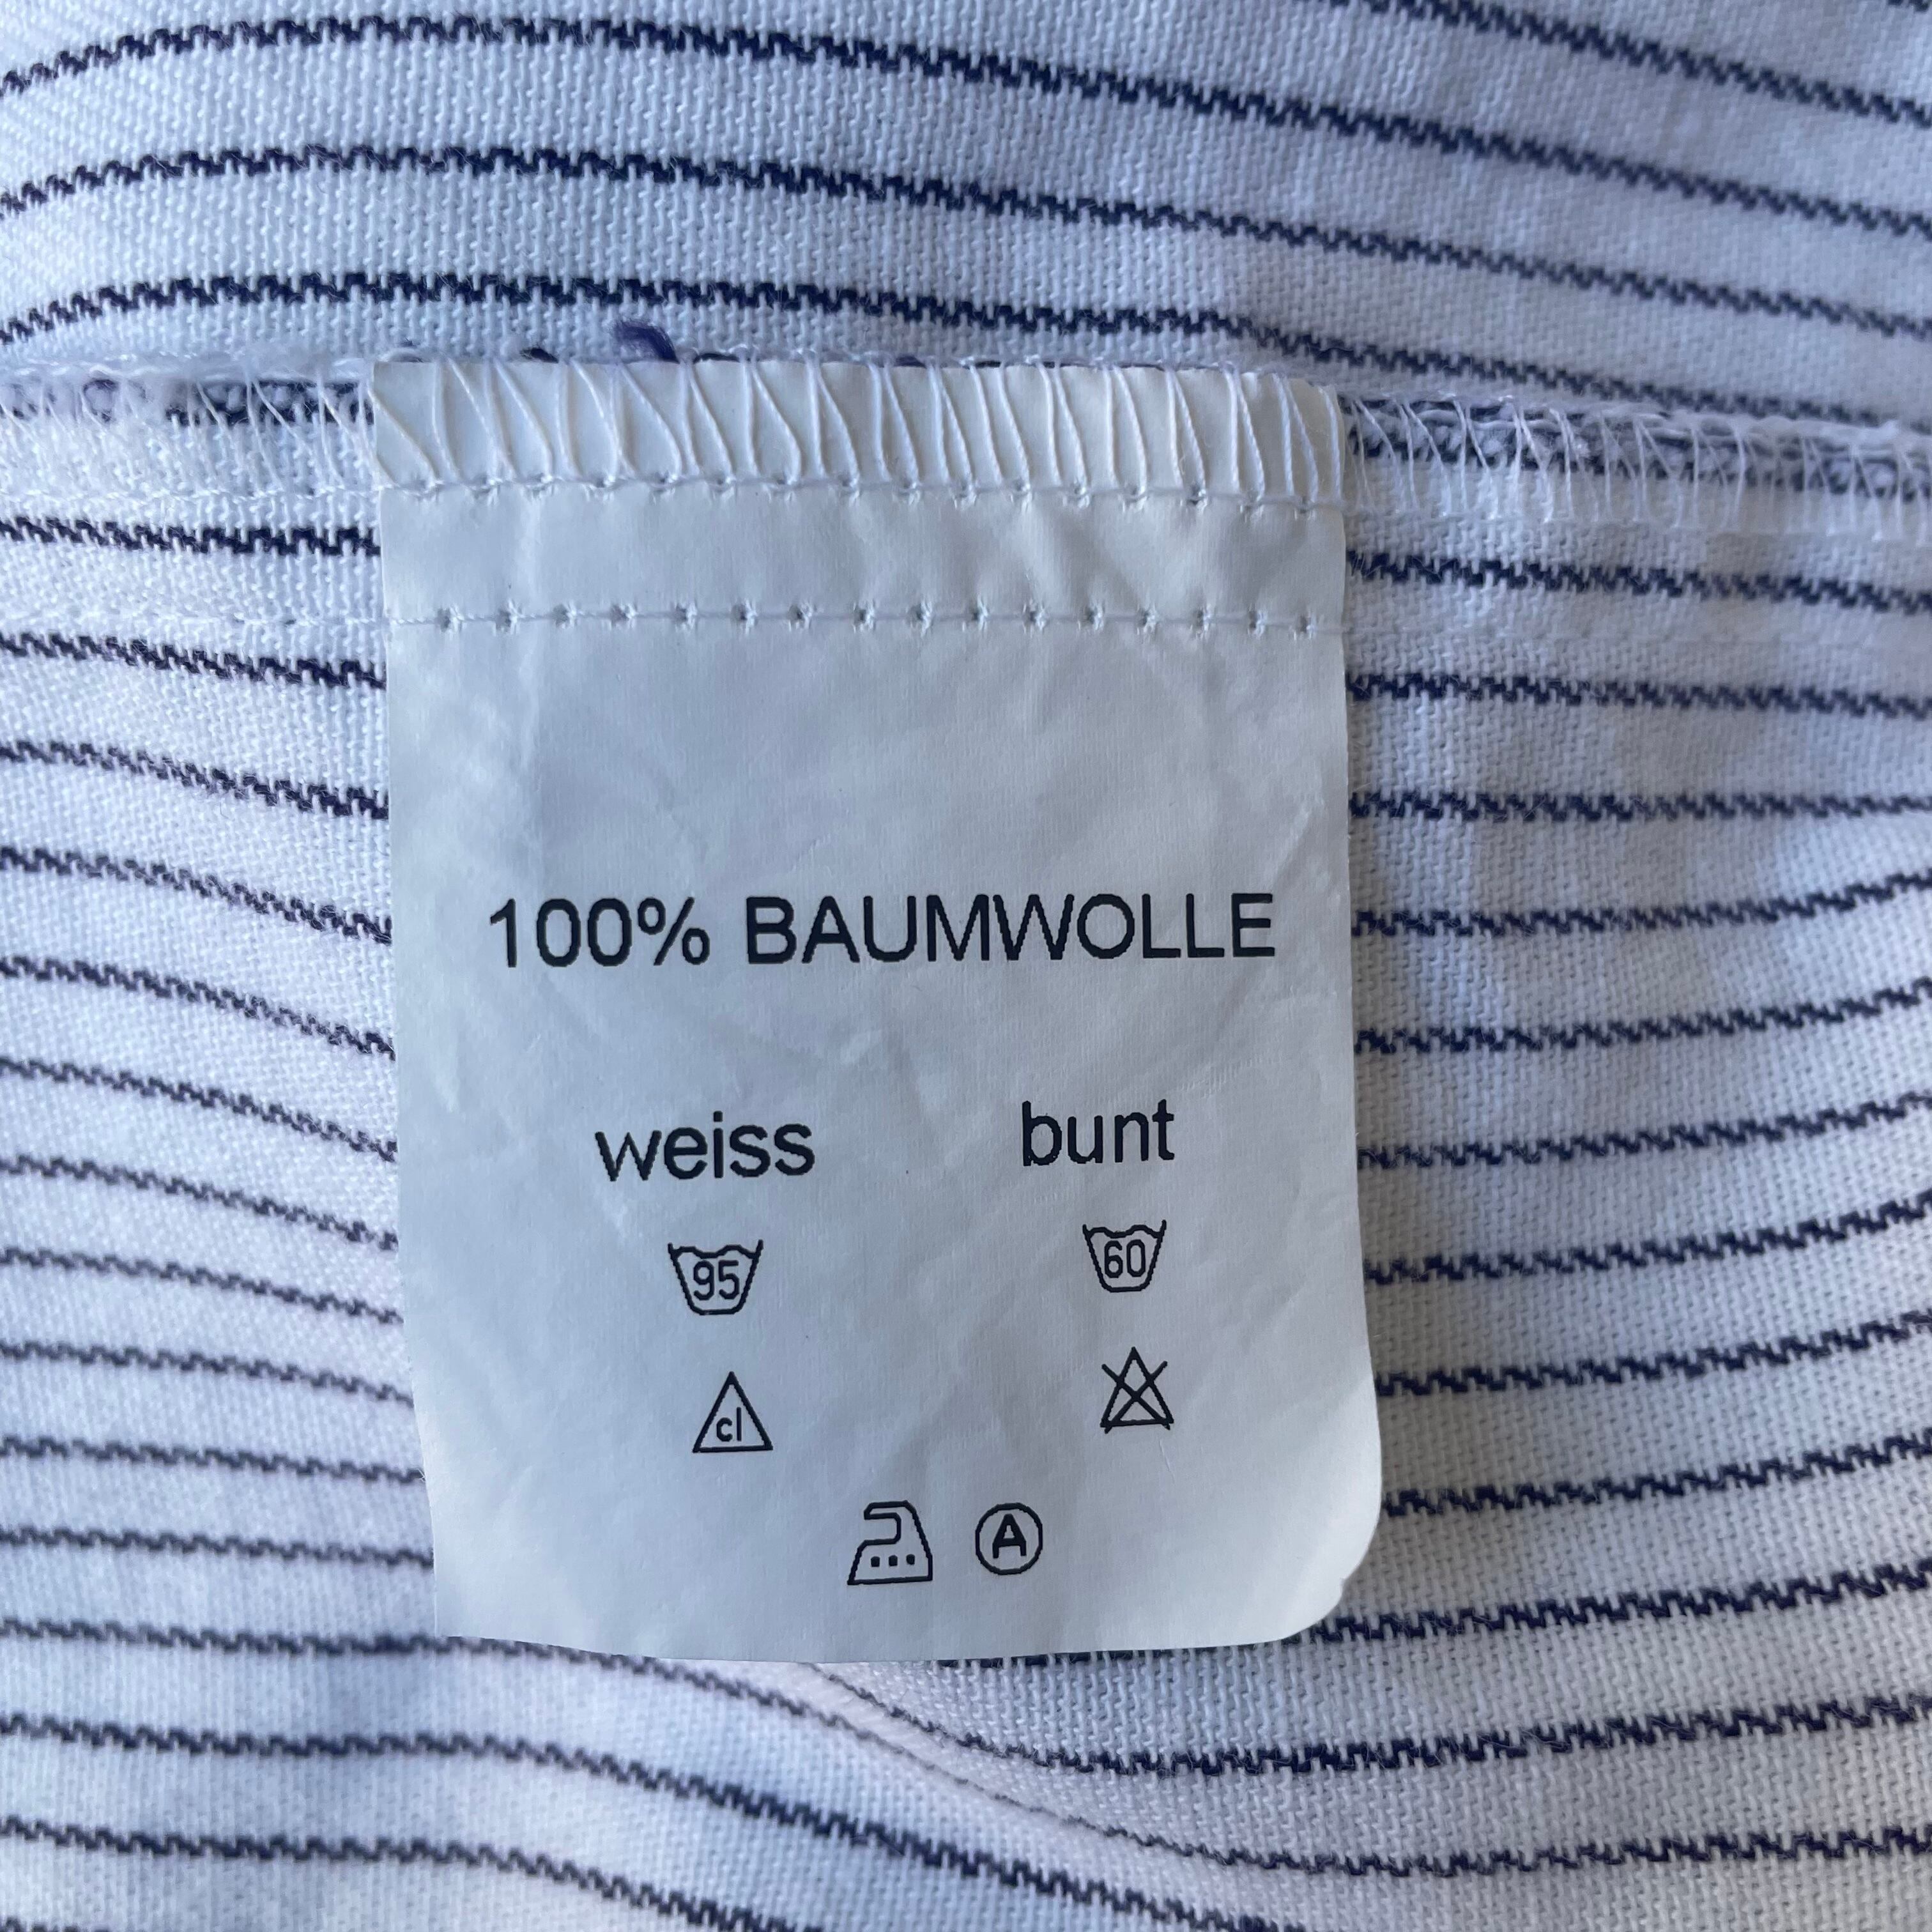 100% BAUMWOLLE
weiss bunt
95 60
cl
A